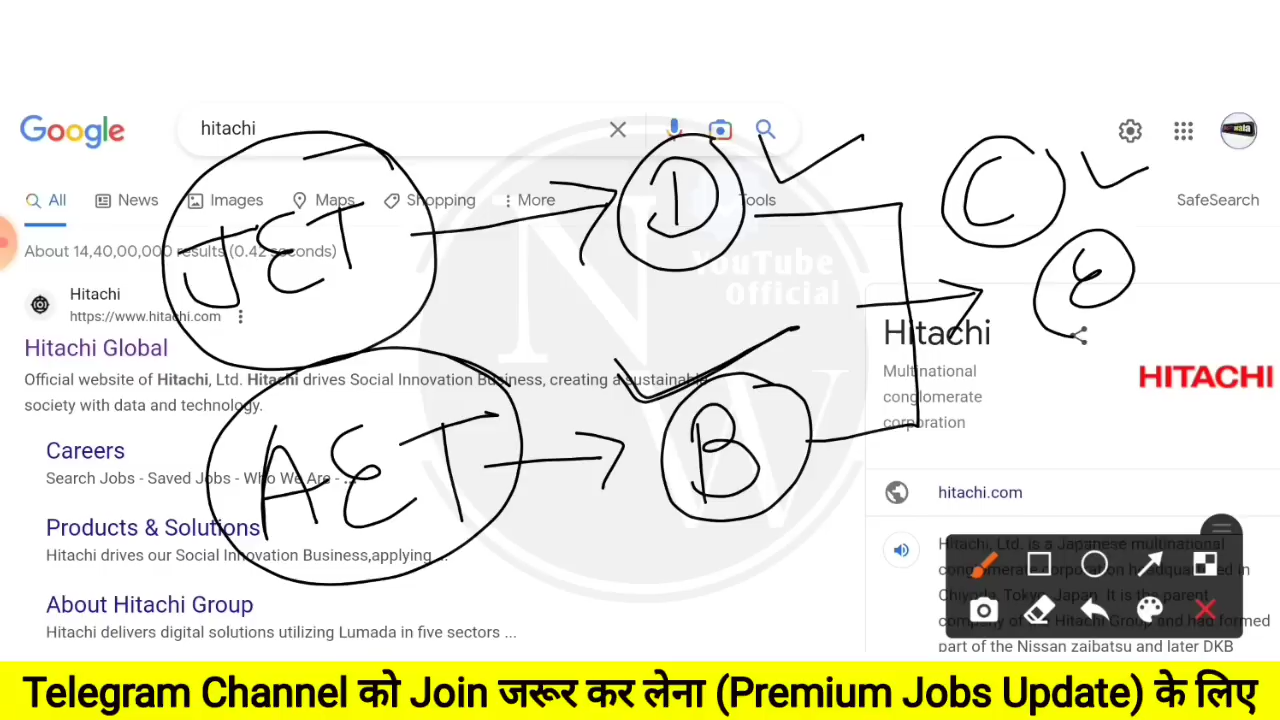 Google
hitachi
All News Images Maps Shopping More Tools SafeSearch
About 14,40,00,000 results (0.42 seconds)
JET
D
C
e
AET
B
N
W
YouTube
Official
Hitachi
https://www.hitachi.com
Hitachi Global
Official website of Hitachi, Ltd. Hitachi drives Social Innovation Business, creating a sustainable
society with data and technology.
Careers
Search Jobs - Saved Jobs - Who We Are - ...
Products & Solutions
Hitachi drives our Social Innovation Business,applying ...
About Hitachi Group
Hitachi delivers digital solutions utilizing Lumada in five sectors ...
Hitachi
Multinational
conglomerate
corporation
HITACHI
hitachi.com
Hitachi, Ltd. is a Japanese multinational
conglomerate corporation headquartered in
Chiyoda, Tokyo, Japan. It is the parent
company of the Hitachi Group and had formed
part of the Nissan zaibatsu and later DKB
Telegram Channel को Join जरूर कर लेना (Premium Jobs Update) के लिए